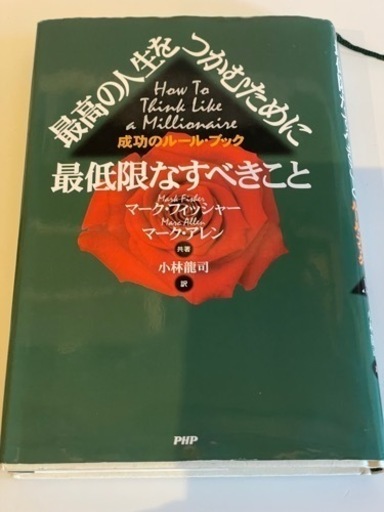 最高の人生をつかむために
How To
Think Like
a Millionaire
成功のルール・ブック
最低限なすべきこと
Mark Fisher
マーク・フィッシャー
Marc Allen
マーク・アレン
共著
小林龍司
訳
PHP